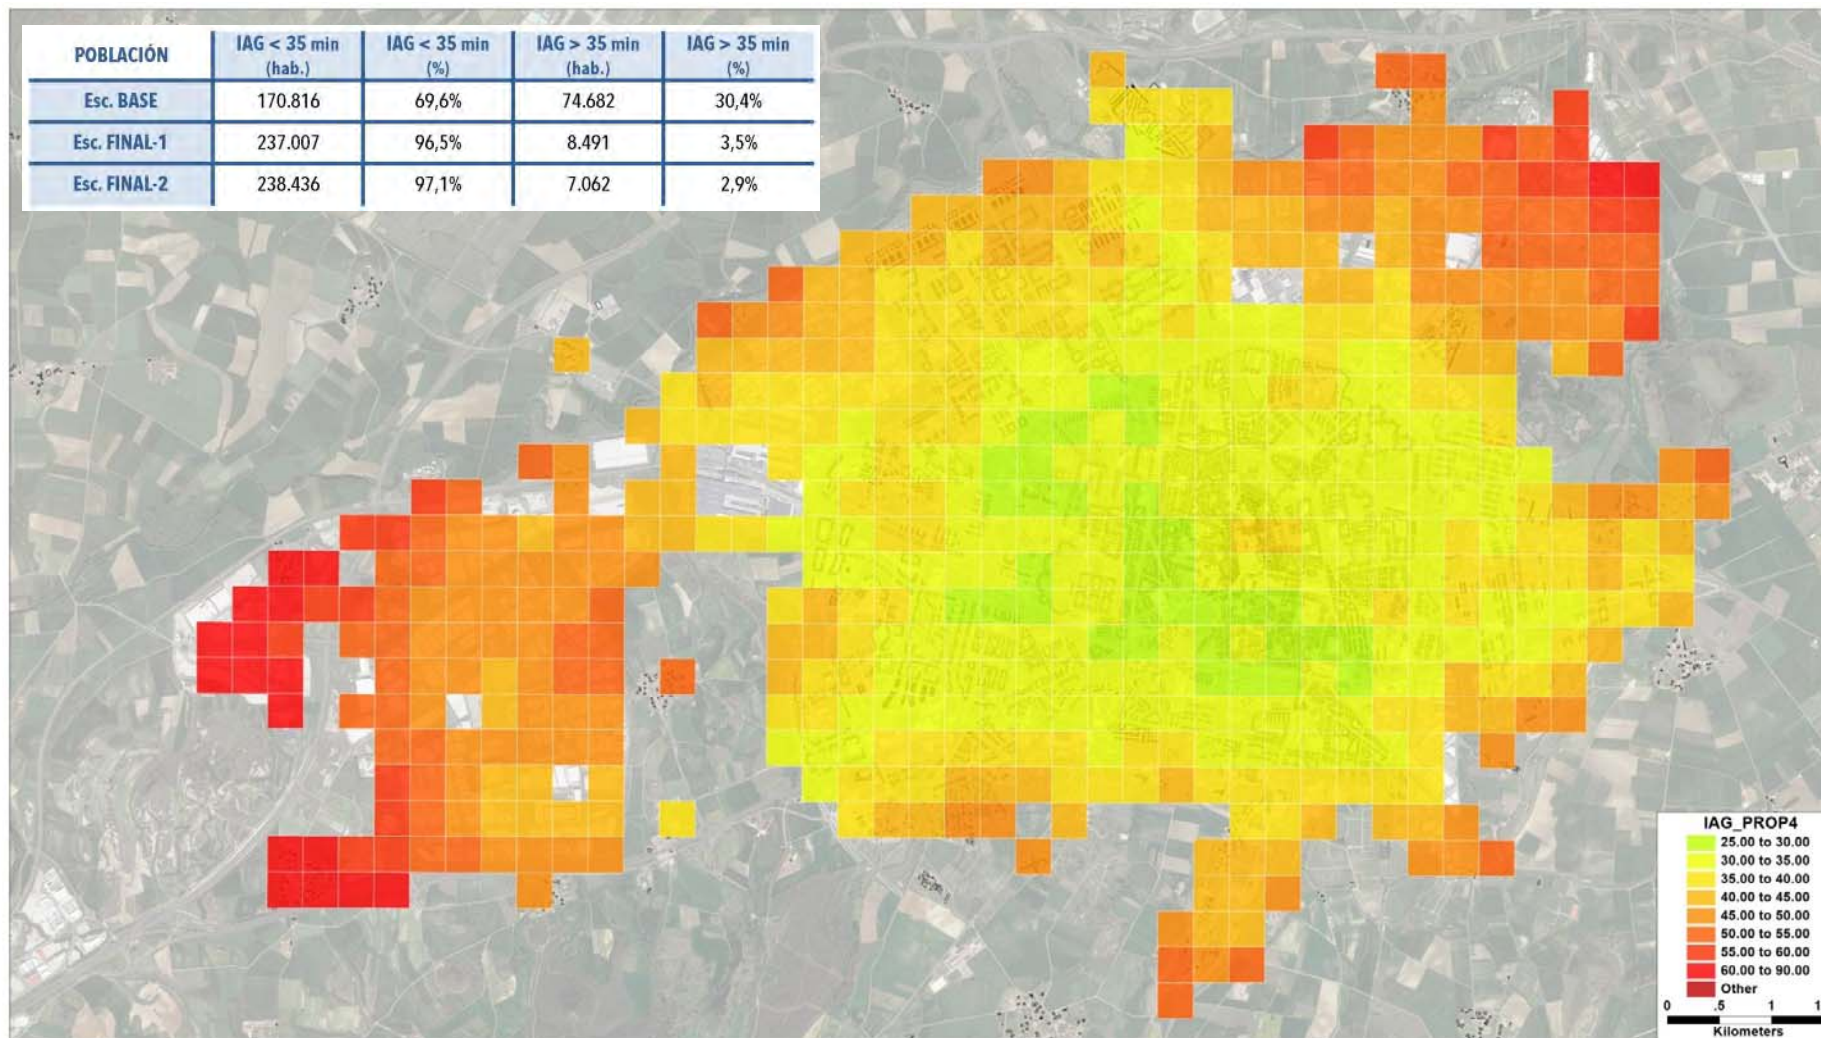 POBLACIÓN
IAG < 35 min (hab.)
IAG < 35 min (%)
IAG > 35 min (hab.)
IAG > 35 min (%)
Esc. BASE 170.816 69,6% 74.682 30,4%
Esc. FINAL-1 237.007 96,5% 8.491 3,5%
Esc. FINAL-2 238.436 97,1% 7.062 2,9%
IAG_PROP4
25.00 to 30.00
30.00 to 35.00
35.00 to 40.00
40.00 to 45.00
45.00 to 50.00
50.00 to 55.00
55.00 to 60.00
60.00 to 90.00
Other
0 .5 1
Kilometers